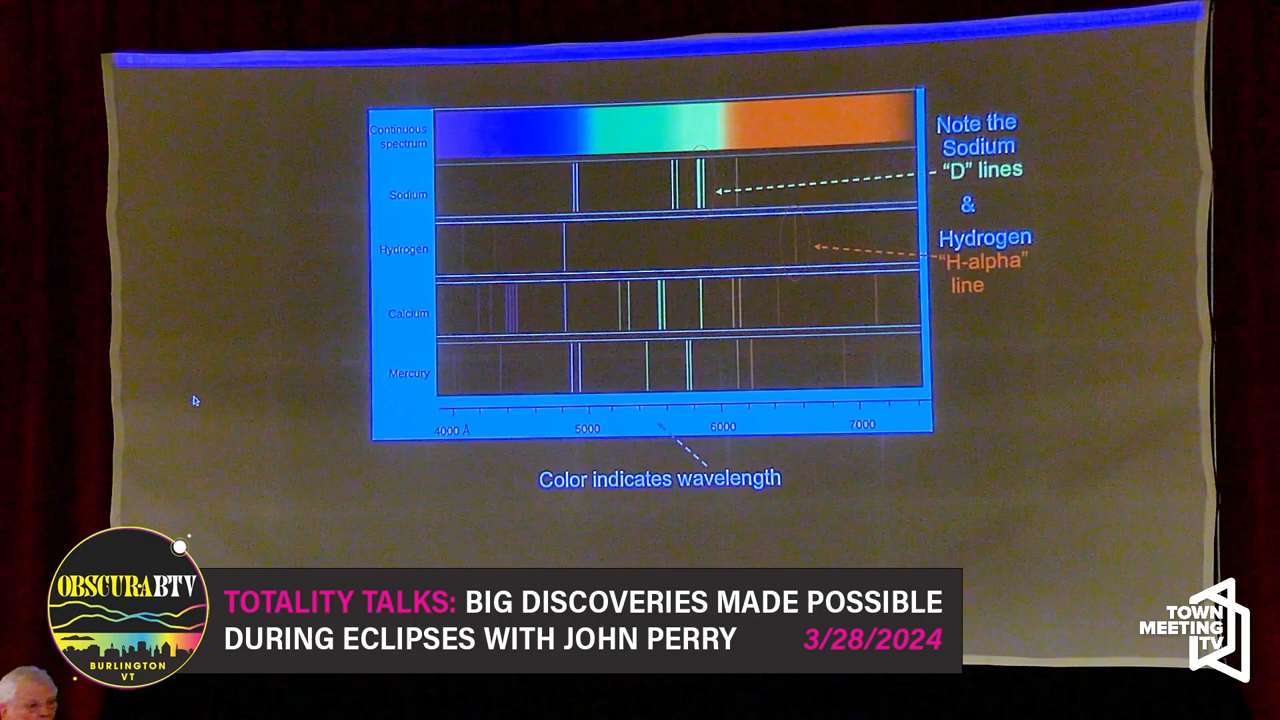 Continuous
spectrum
Sodium
Hydrogen
Calcium
Mercury
4000 Å 5000 6000 7000
Note the
Sodium
“D” lines
&
Hydrogen
“H-alpha”
line
Color indicates wavelength
OBSCURABTV
BURLINGTON
VT
TOTALITY TALKS: BIG DISCOVERIES MADE POSSIBLE
DURING ECLIPSES WITH JOHN PERRY 3/28/2024
TOWN
MEETING
TV